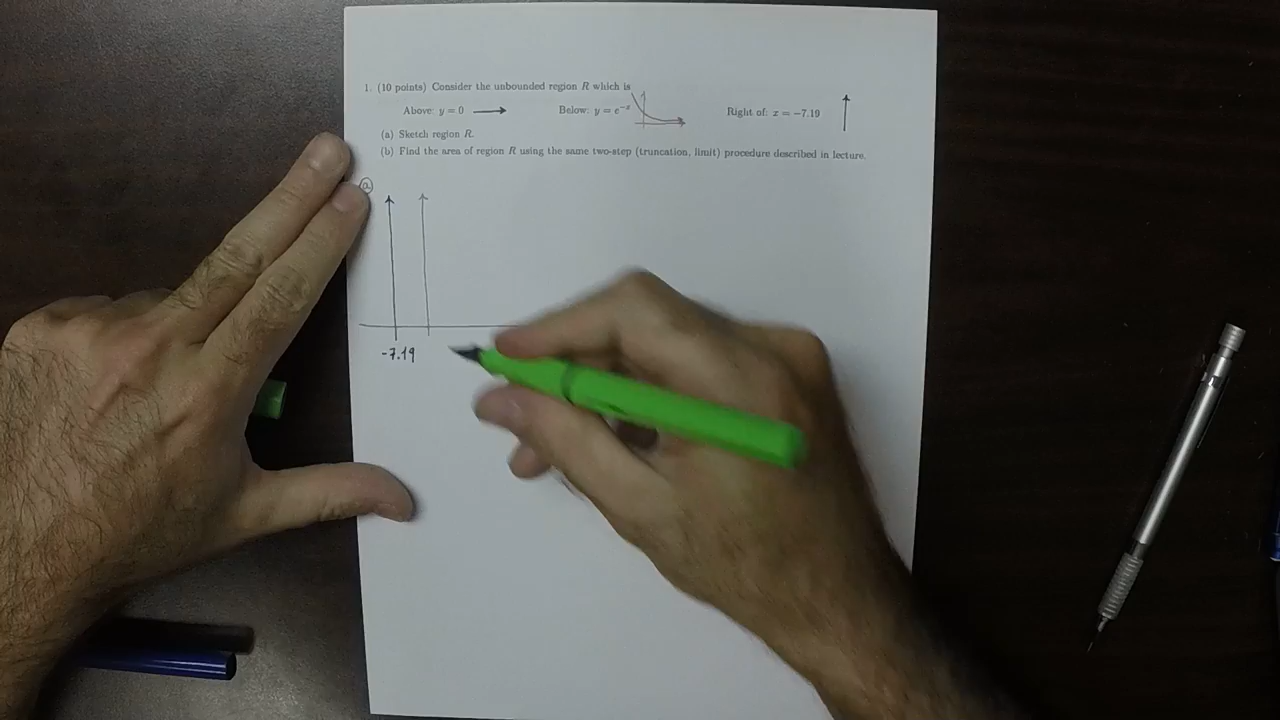 1. (10 points) Consider the unbounded region R which is
Above: y = 0 Below: y = e^{-x} Right of: x = −7.19
(a) Sketch region R.
(b) Find the area of region R using the same two-step (truncation, limit) procedure described in lecture.
ⓐ
-7.19